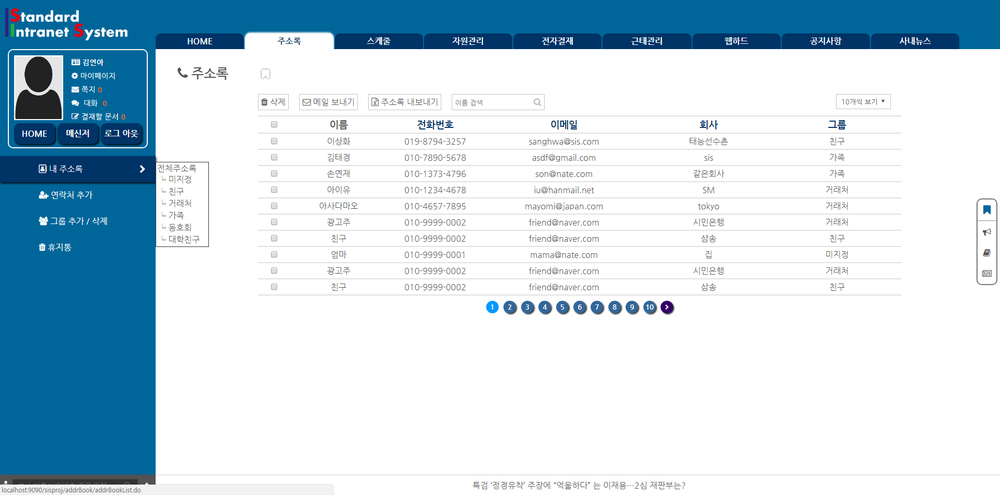 Standard
Intranet System
HOME
주소록
스케줄
자원관리
전자결재
근태관리
웹하드
공지사항
사내뉴스
김연아
마이페이지
쪽지 0
대화 0
결재할 문서 0
HOME 메신저 로그 아웃
내 주소록
연락처 추가
그룹 추가 / 삭제
휴지통
전체주소록
└ 미지정
└ 친구
└ 거래처
└ 가족
└ 동호회
└ 대학친구
주소록
삭제 메일 보내기 주소록 내보내기 이름 검색 10개씩 보기 ▼
이름 전화번호 이메일 회사 그룹
이상화 019-8794-3257 sanghwa@sis.com 태능선수촌 친구
김태경 010-7890-5678 asdf@gmail.com sis 가족
손연재 010-1373-4796 son@nate.com 같은회사 가족
아이유 010-1234-4678 iu@hanmail.net SM 거래처
아사다마오 010-4657-7895 mayomi@japan.com tokyo 거래처
광고주 010-9999-0002 friend@naver.com 시민은행 거래처
친구 010-9999-0002 friend@naver.com 삼송 친구
엄마 010-9999-0001 mama@nate.com 집 미지정
광고주 010-9999-0002 friend@naver.com 시민은행 거래처
친구 010-9999-0002 friend@naver.com 삼송 친구
1 2 3 4 5 6 7 8 9 10
특검 ‘정경유착’ 주장에 “억울하다” 는 이재용…2심 재판부는?
localhost:9090/sisproj/addrBook/addrBookList.do